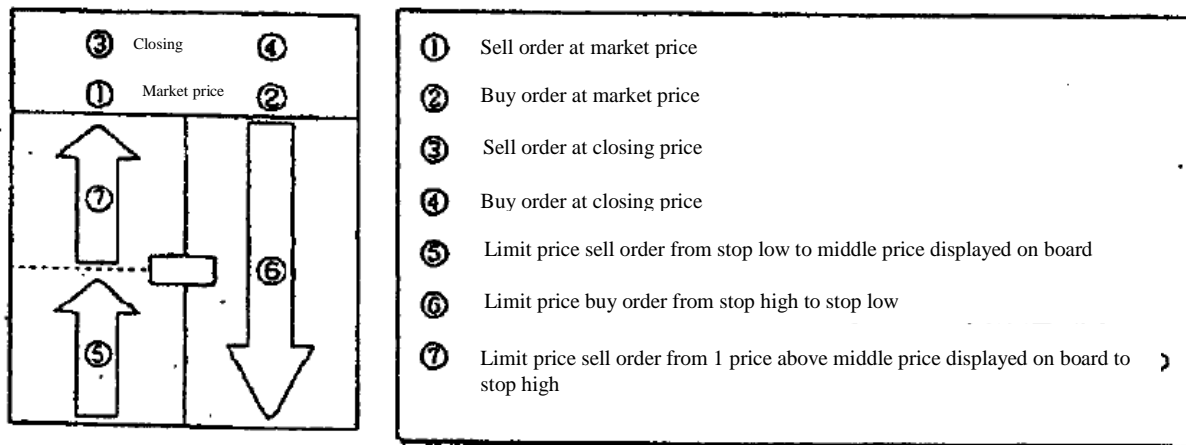 ③ Closing ④
① Market price ②
⑦
⑥
⑤
① Sell order at market price
② Buy order at market price
③ Sell order at closing price
④ Buy order at closing price
⑤ Limit price sell order from stop low to middle price displayed on board
⑥ Limit price buy order from stop high to stop low
⑦ Limit price sell order from 1 price above middle price displayed on board to
stop high